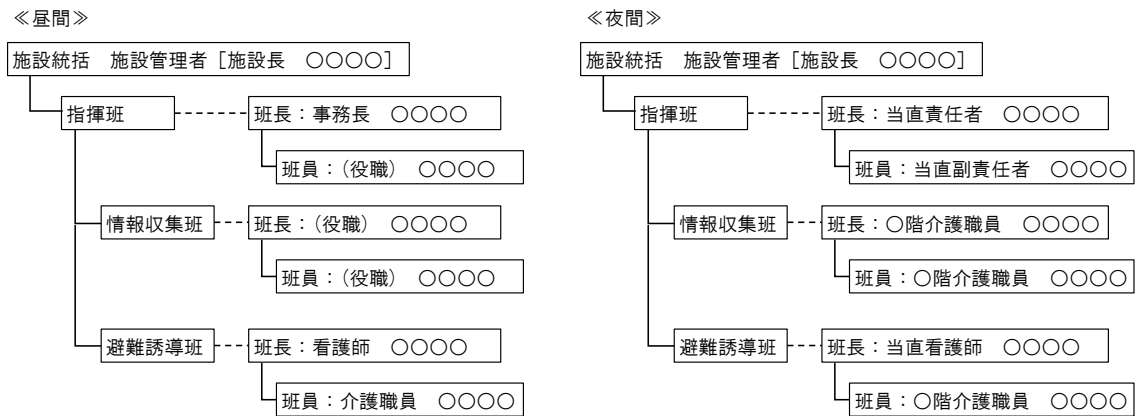 ≪昼間≫
施設統括 施設管理者［施設長 〇〇〇〇］
指揮班
班長：事務長 〇〇〇〇
班員：（役職） 〇〇〇〇
情報収集班
班長：（役職） 〇〇〇〇
班員：（役職） 〇〇〇〇
避難誘導班
班長：看護師 〇〇〇〇
班員：介護職員 〇〇〇〇
≪夜間≫
施設統括 施設管理者［施設長 〇〇〇〇］
指揮班
班長：当直責任者 〇〇〇〇
班員：当直副責任者 〇〇〇〇
情報収集班
班長：〇階介護職員 〇〇〇〇
班員：〇階介護職員 〇〇〇〇
避難誘導班
班長：当直看護師 〇〇〇〇
班員：〇階介護職員 〇〇〇〇